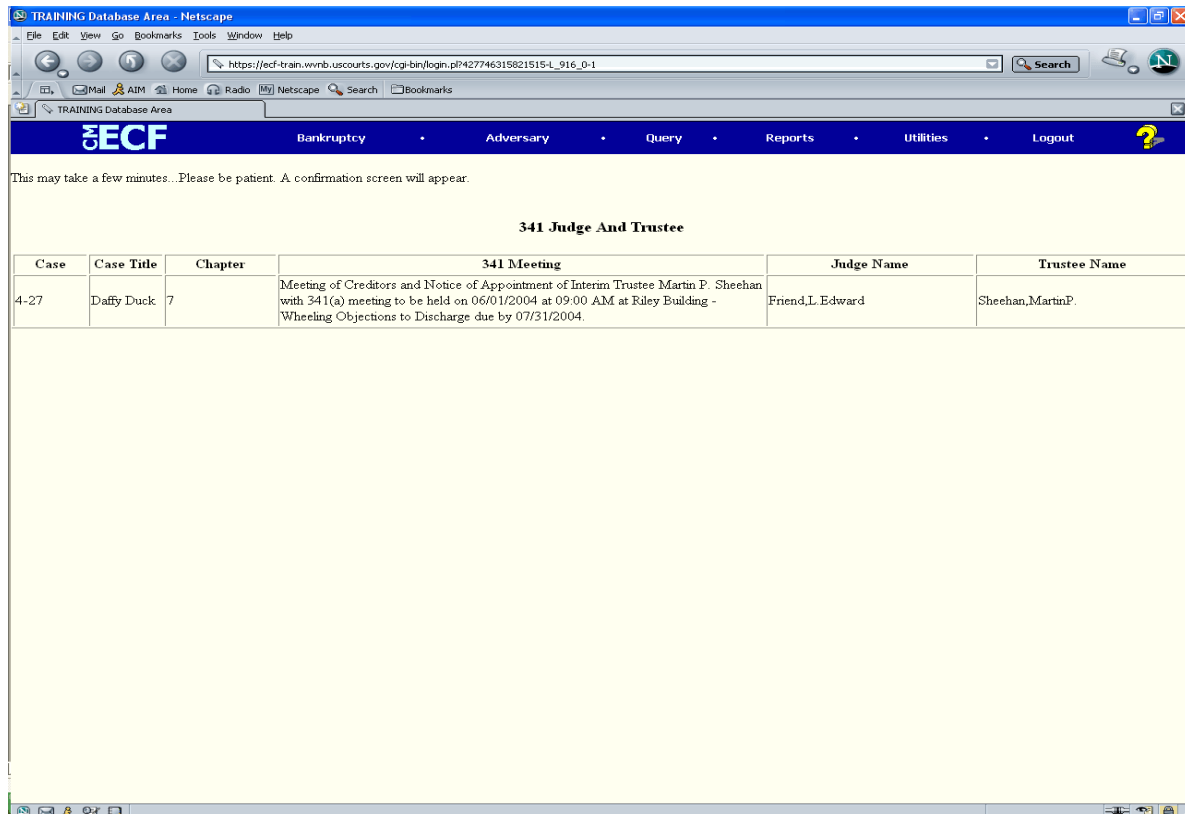 TRAINING Database Area - Netscape
File Edit View Go Bookmarks Tools Window Help
https://ecf-train.wvnb.uscourts.gov/cgi-bin/login.pl?427746315821515-L_916_0-1 Search N
Mail AIM Home Radio My Netscape Search Bookmarks
TRAINING Database Area
CM ECF Bankruptcy • Adversary • Query • Reports • Utilities • Logout ?
This may take a few minutes...Please be patient. A confirmation screen will appear.
341 Judge And Trustee
Case Case Title Chapter 341 Meeting Judge Name Trustee Name
4-27 Daffy Duck 7 Meeting of Creditors and Notice of Appointment of Interim Trustee Martin P. Sheehan
with 341(a) meeting to be held on 06/01/2004 at 09:00 AM at Riley Building - Friend,L.Edward Sheehan,MartinP.
Wheeling Objections to Discharge due by 07/31/2004.